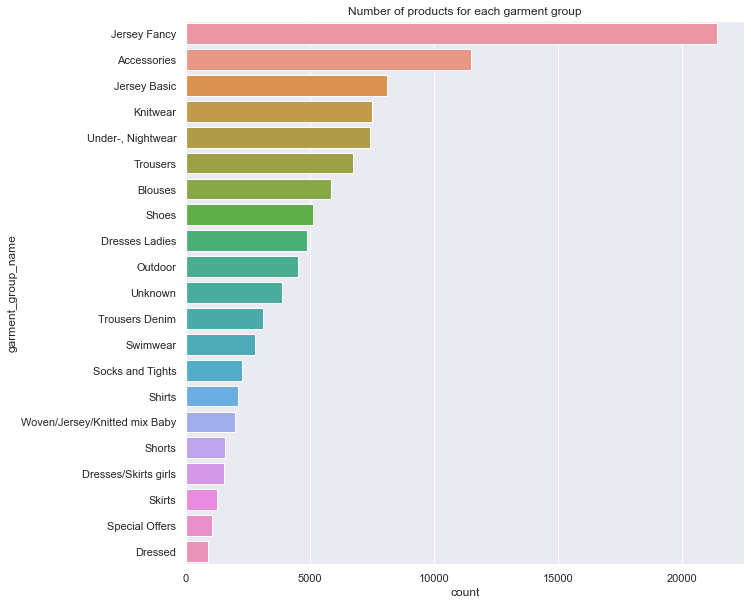 Number of products for each garment group
garment_group_name
Jersey Fancy
Accessories
Jersey Basic
Knitwear
Under-, Nightwear
Trousers
Blouses
Shoes
Dresses Ladies
Outdoor
Unknown
Trousers Denim
Swimwear
Socks and Tights
Shirts
Woven/Jersey/Knitted mix Baby
Shorts
Dresses/Skirts girls
Skirts
Special Offers
Dressed
0 5000 10000 15000 20000
count